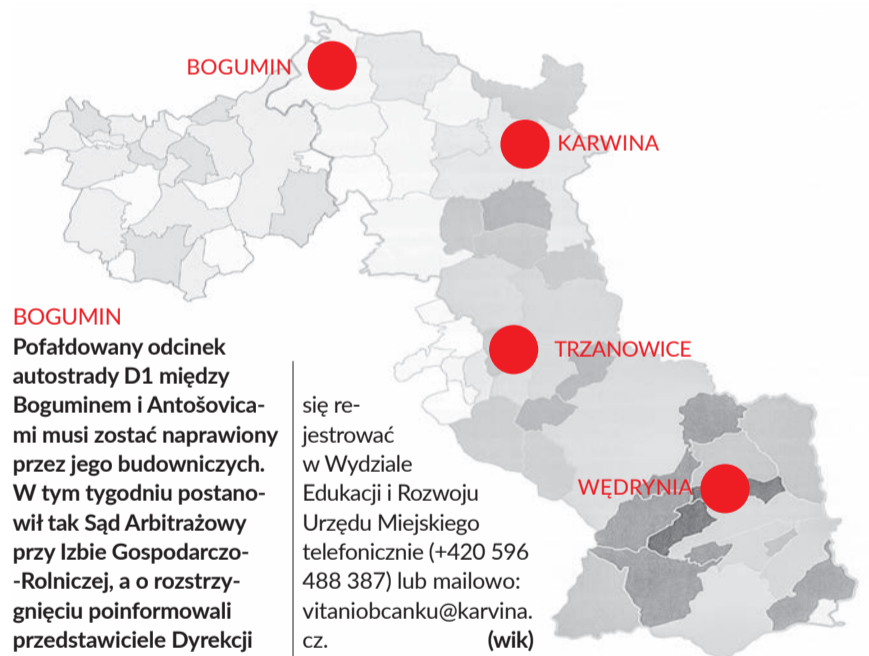 BOGUMIN
KARWINA
TRZANOWICE
WĘDRYNIA
BOGUMIN
Pofałdowany odcinek
autostrady D1 między
Boguminem i Antošovica-
mi musi zostać naprawiony
przez jego budowniczych.
W tym tygodniu postano-
wił tak Sąd Arbitrażowy
przy Izbie Gospodarczo-
-Rolniczej, a o rozstrzy-
gnięciu poinformowali
przedstawiciele Dyrekcji
się re-
jestrować
w Wydziale
Edukacji i Rozwoju
Urzędu Miejskiego
telefonicznie (+420 596
488 387) lub mailowo:
vitaniobcanku@karvina.
cz. (wik)